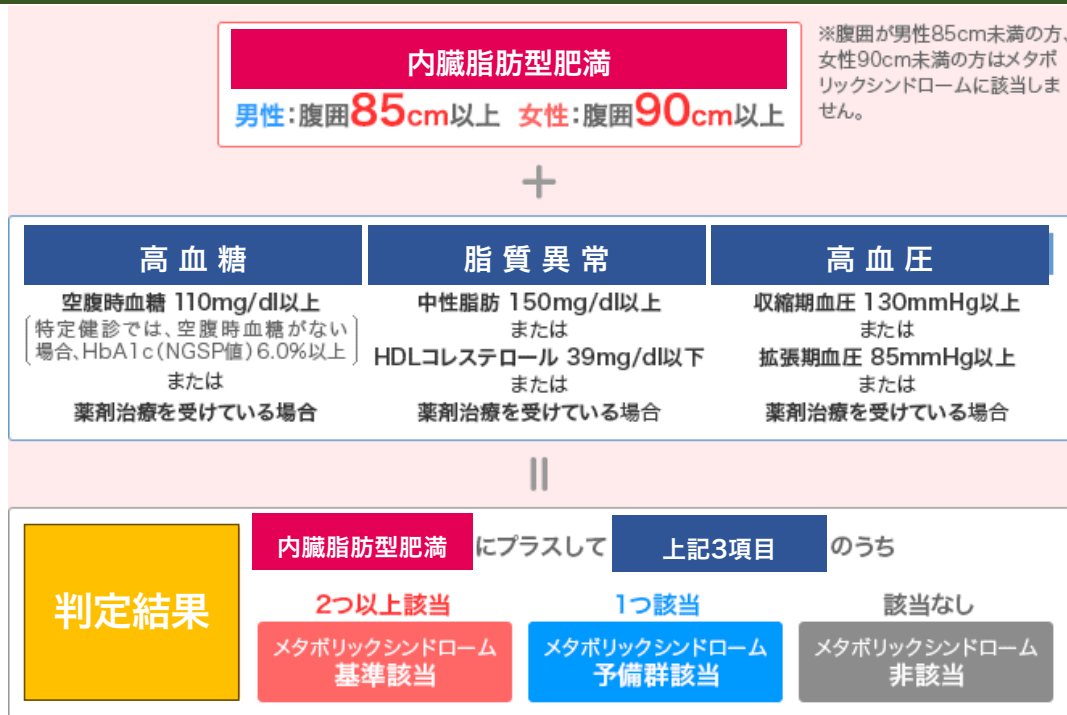 内臓脂肪型肥満
男性:腹囲85cm以上 女性:腹囲90cm以上
※腹囲が男性85cm未満の方、
女性90cm未満の方はメタボ
リックシンドロームに該当しま
せん。
+
高血糖
空腹時血糖 110mg/dl以上
特定健診では、空腹時血糖がない
場合、HbA1c(NGSP値)6.0%以上
または
薬剤治療を受けている場合
脂質異常
中性脂肪 150mg/dl以上
または
HDLコレステロール 39mg/dl以下
または
薬剤治療を受けている場合
高血圧
収縮期血圧 130mmHg以上
または
拡張期血圧 85mmHg以上
または
薬剤治療を受けている場合
判定結果
内臓脂肪型肥満 にプラスして 上記3項目 のうち
2つ以上該当
メタボリックシンドローム
基準該当
1つ該当
メタボリックシンドローム
予備群該当
該当なし
メタボリックシンドローム
非該当